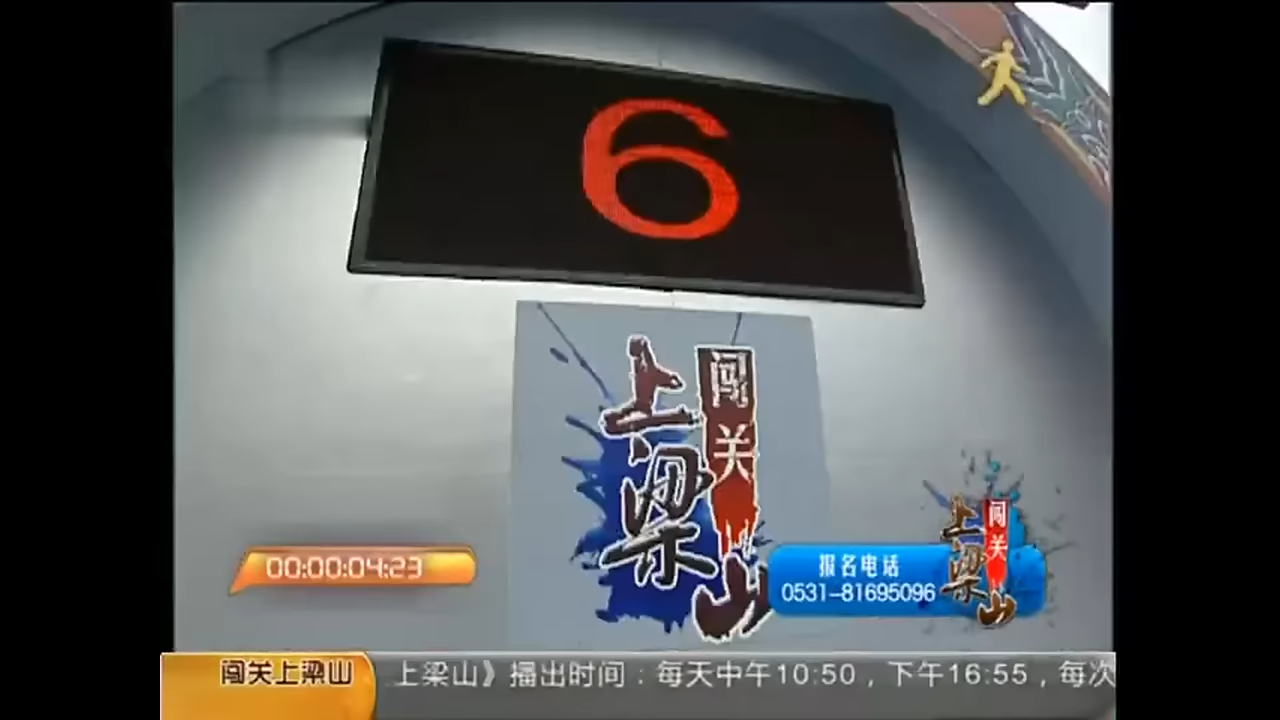 6
闯关
上梁山
00:00:04:23
报名电话
0531-81695096
闯关
上梁山
闯关上梁山
上梁山》播出时间：每天中午10:50，下午16:55，每次